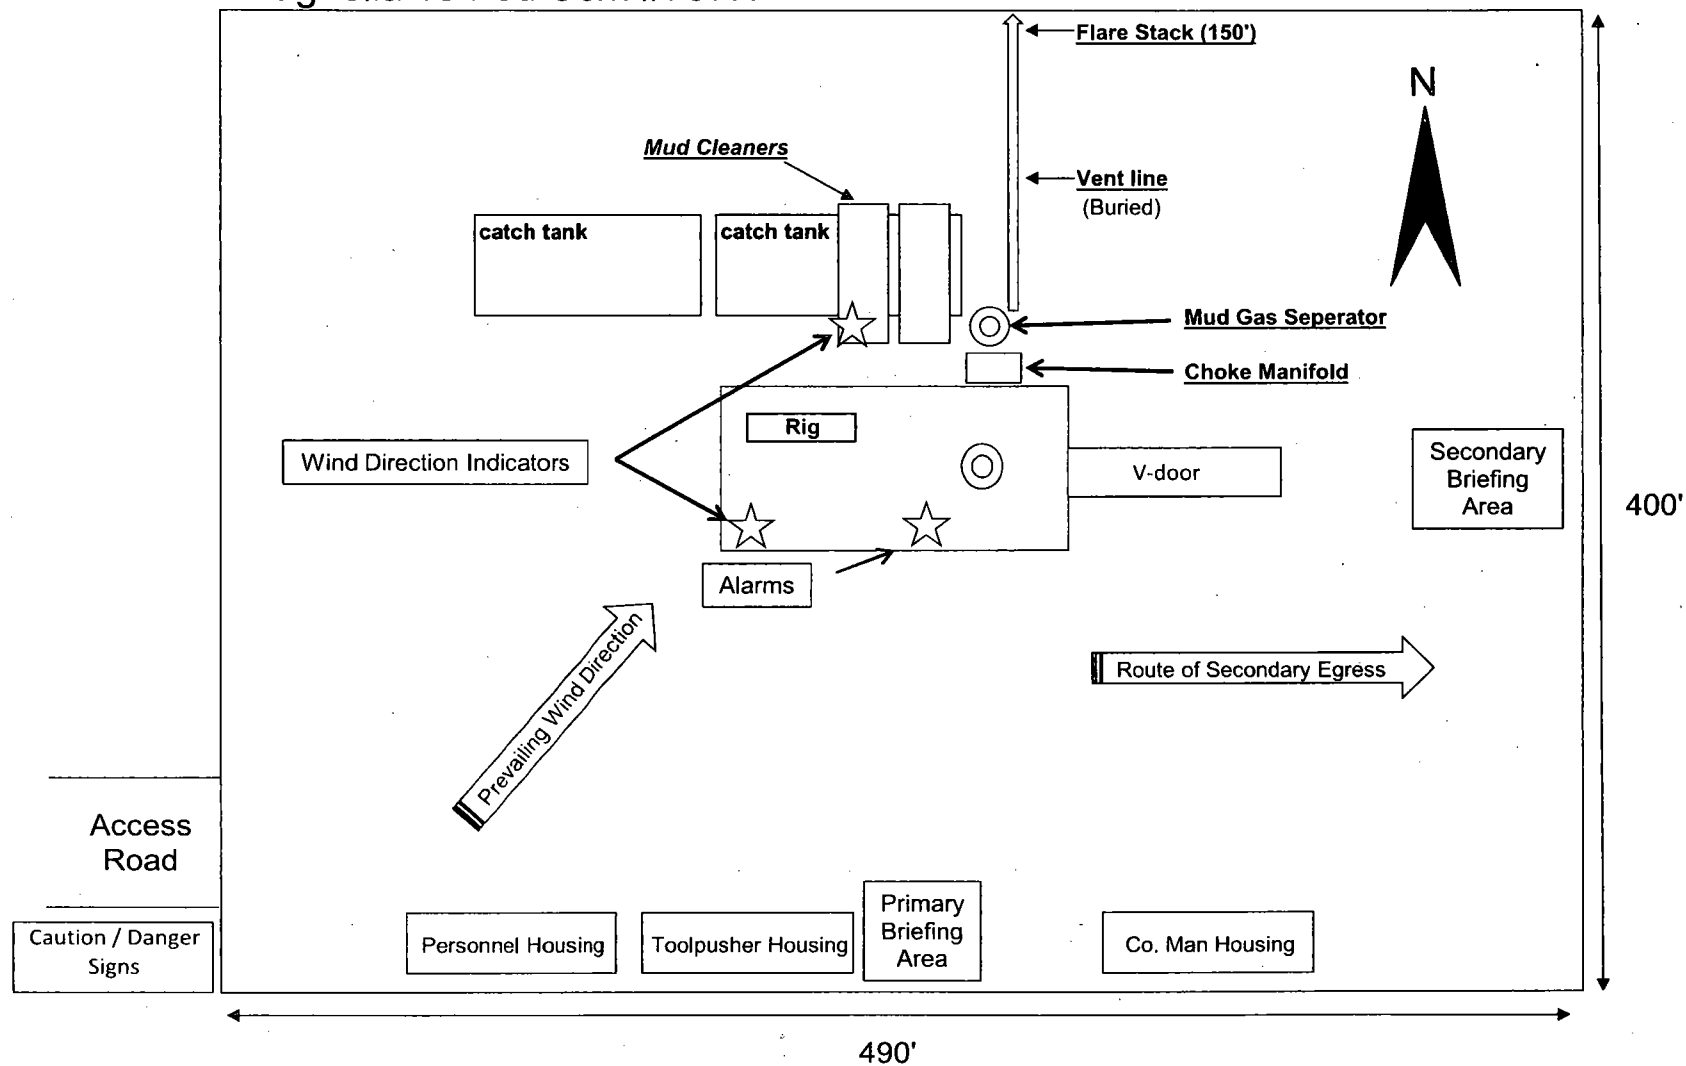 Flare Stack (150')
N
Mud Cleaners
Vent line
(Buried)
catch tank
catch tank
Mud Gas Seperator
Choke Manifold
Rig
Wind Direction Indicators
V-door
Secondary
Briefing
Area
400'
Alarms
Prevailing Wind Direction
Route of Secondary Egress
Access
Road
Caution / Danger
Signs
Personnel Housing
Toolpusher Housing
Primary
Briefing
Area
Co. Man Housing
490'